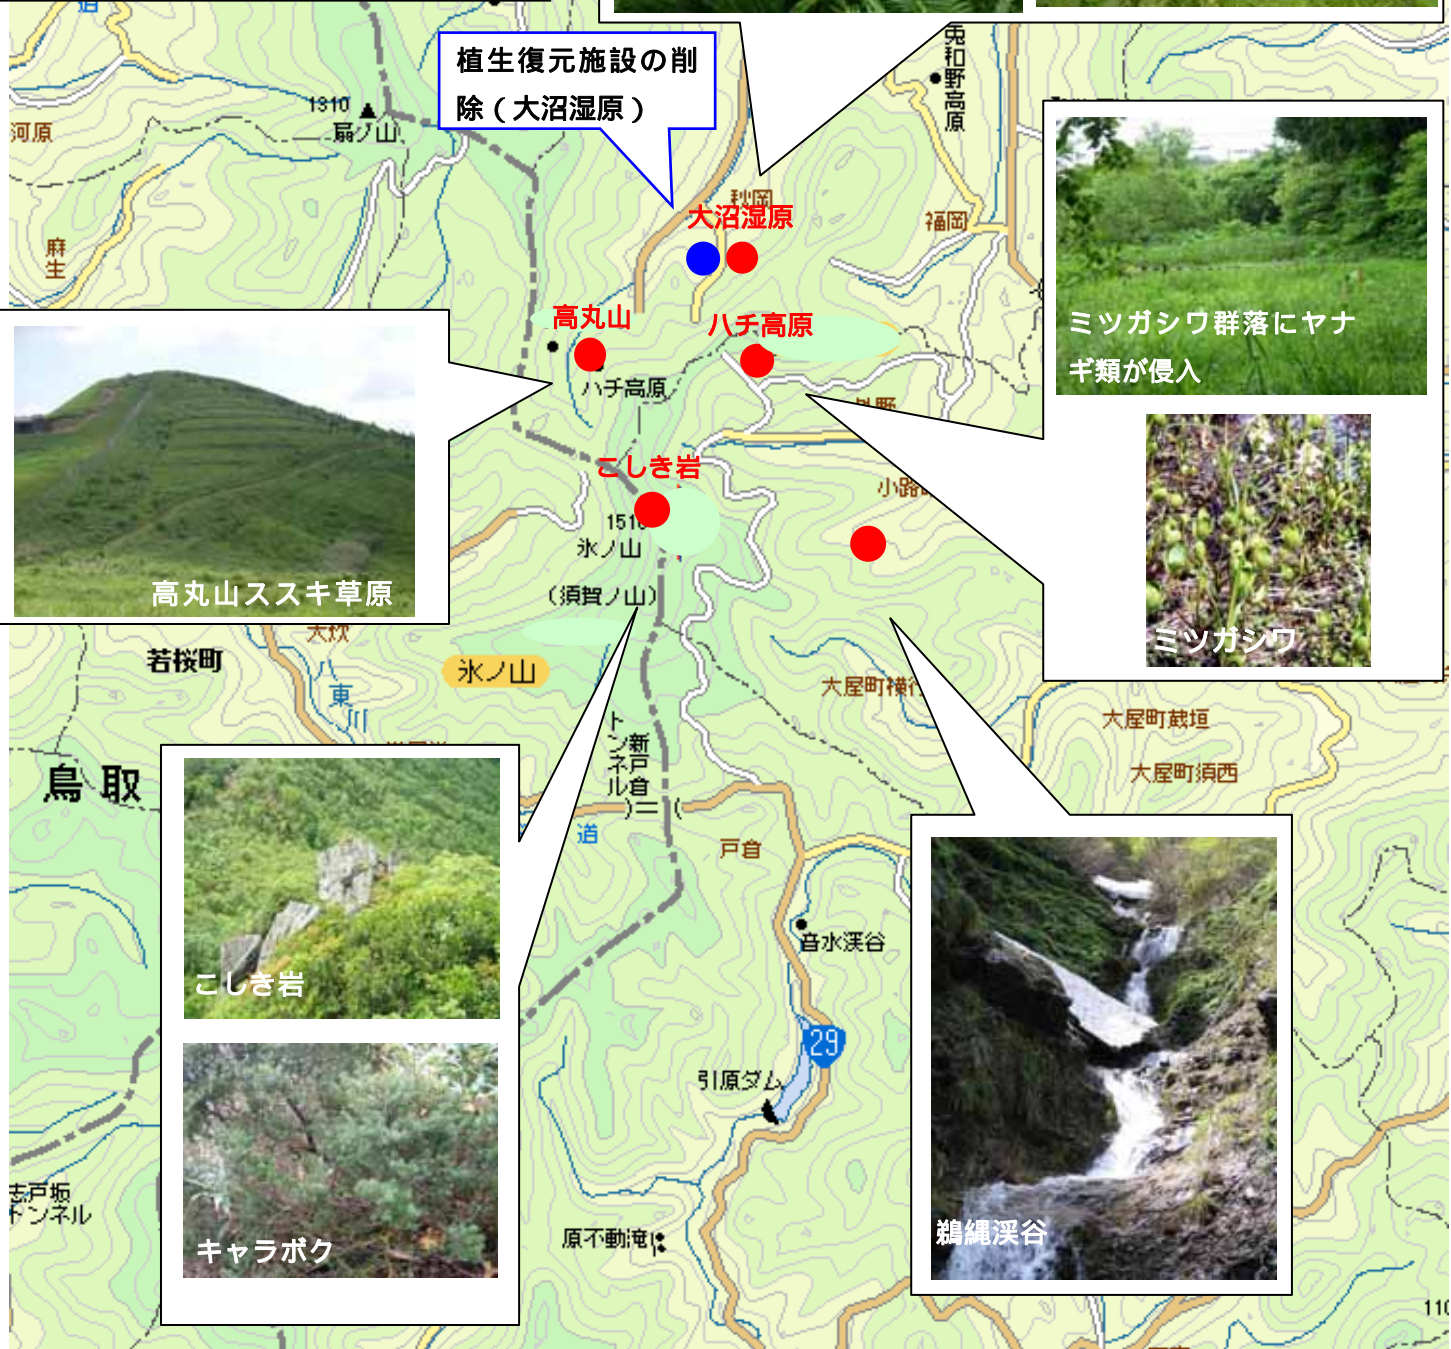 道
植生復元施設の削
除（大沼湿原）
兎和野高原
1310
扇ノ山
河原
麻生
秋岡
大沼湿原
福岡
高丸山
ハチ高原
ハチ高原
ミツガシワ群落にヤナ
ギ類が侵入
ミツガシワ
高丸山ススキ草原
こしき岩
1510
氷ノ山
（須賀ノ山）
若桜町
氷ノ山
東川
大屋町横行
大屋町蔵垣
大屋町須西
鳥取
新戸倉
トンネル
道
戸倉
音水渓谷
29
引原ダム
原不動滝
こしき岩
キャラボク
鵜縄渓谷
志戸坂
トンネル
110